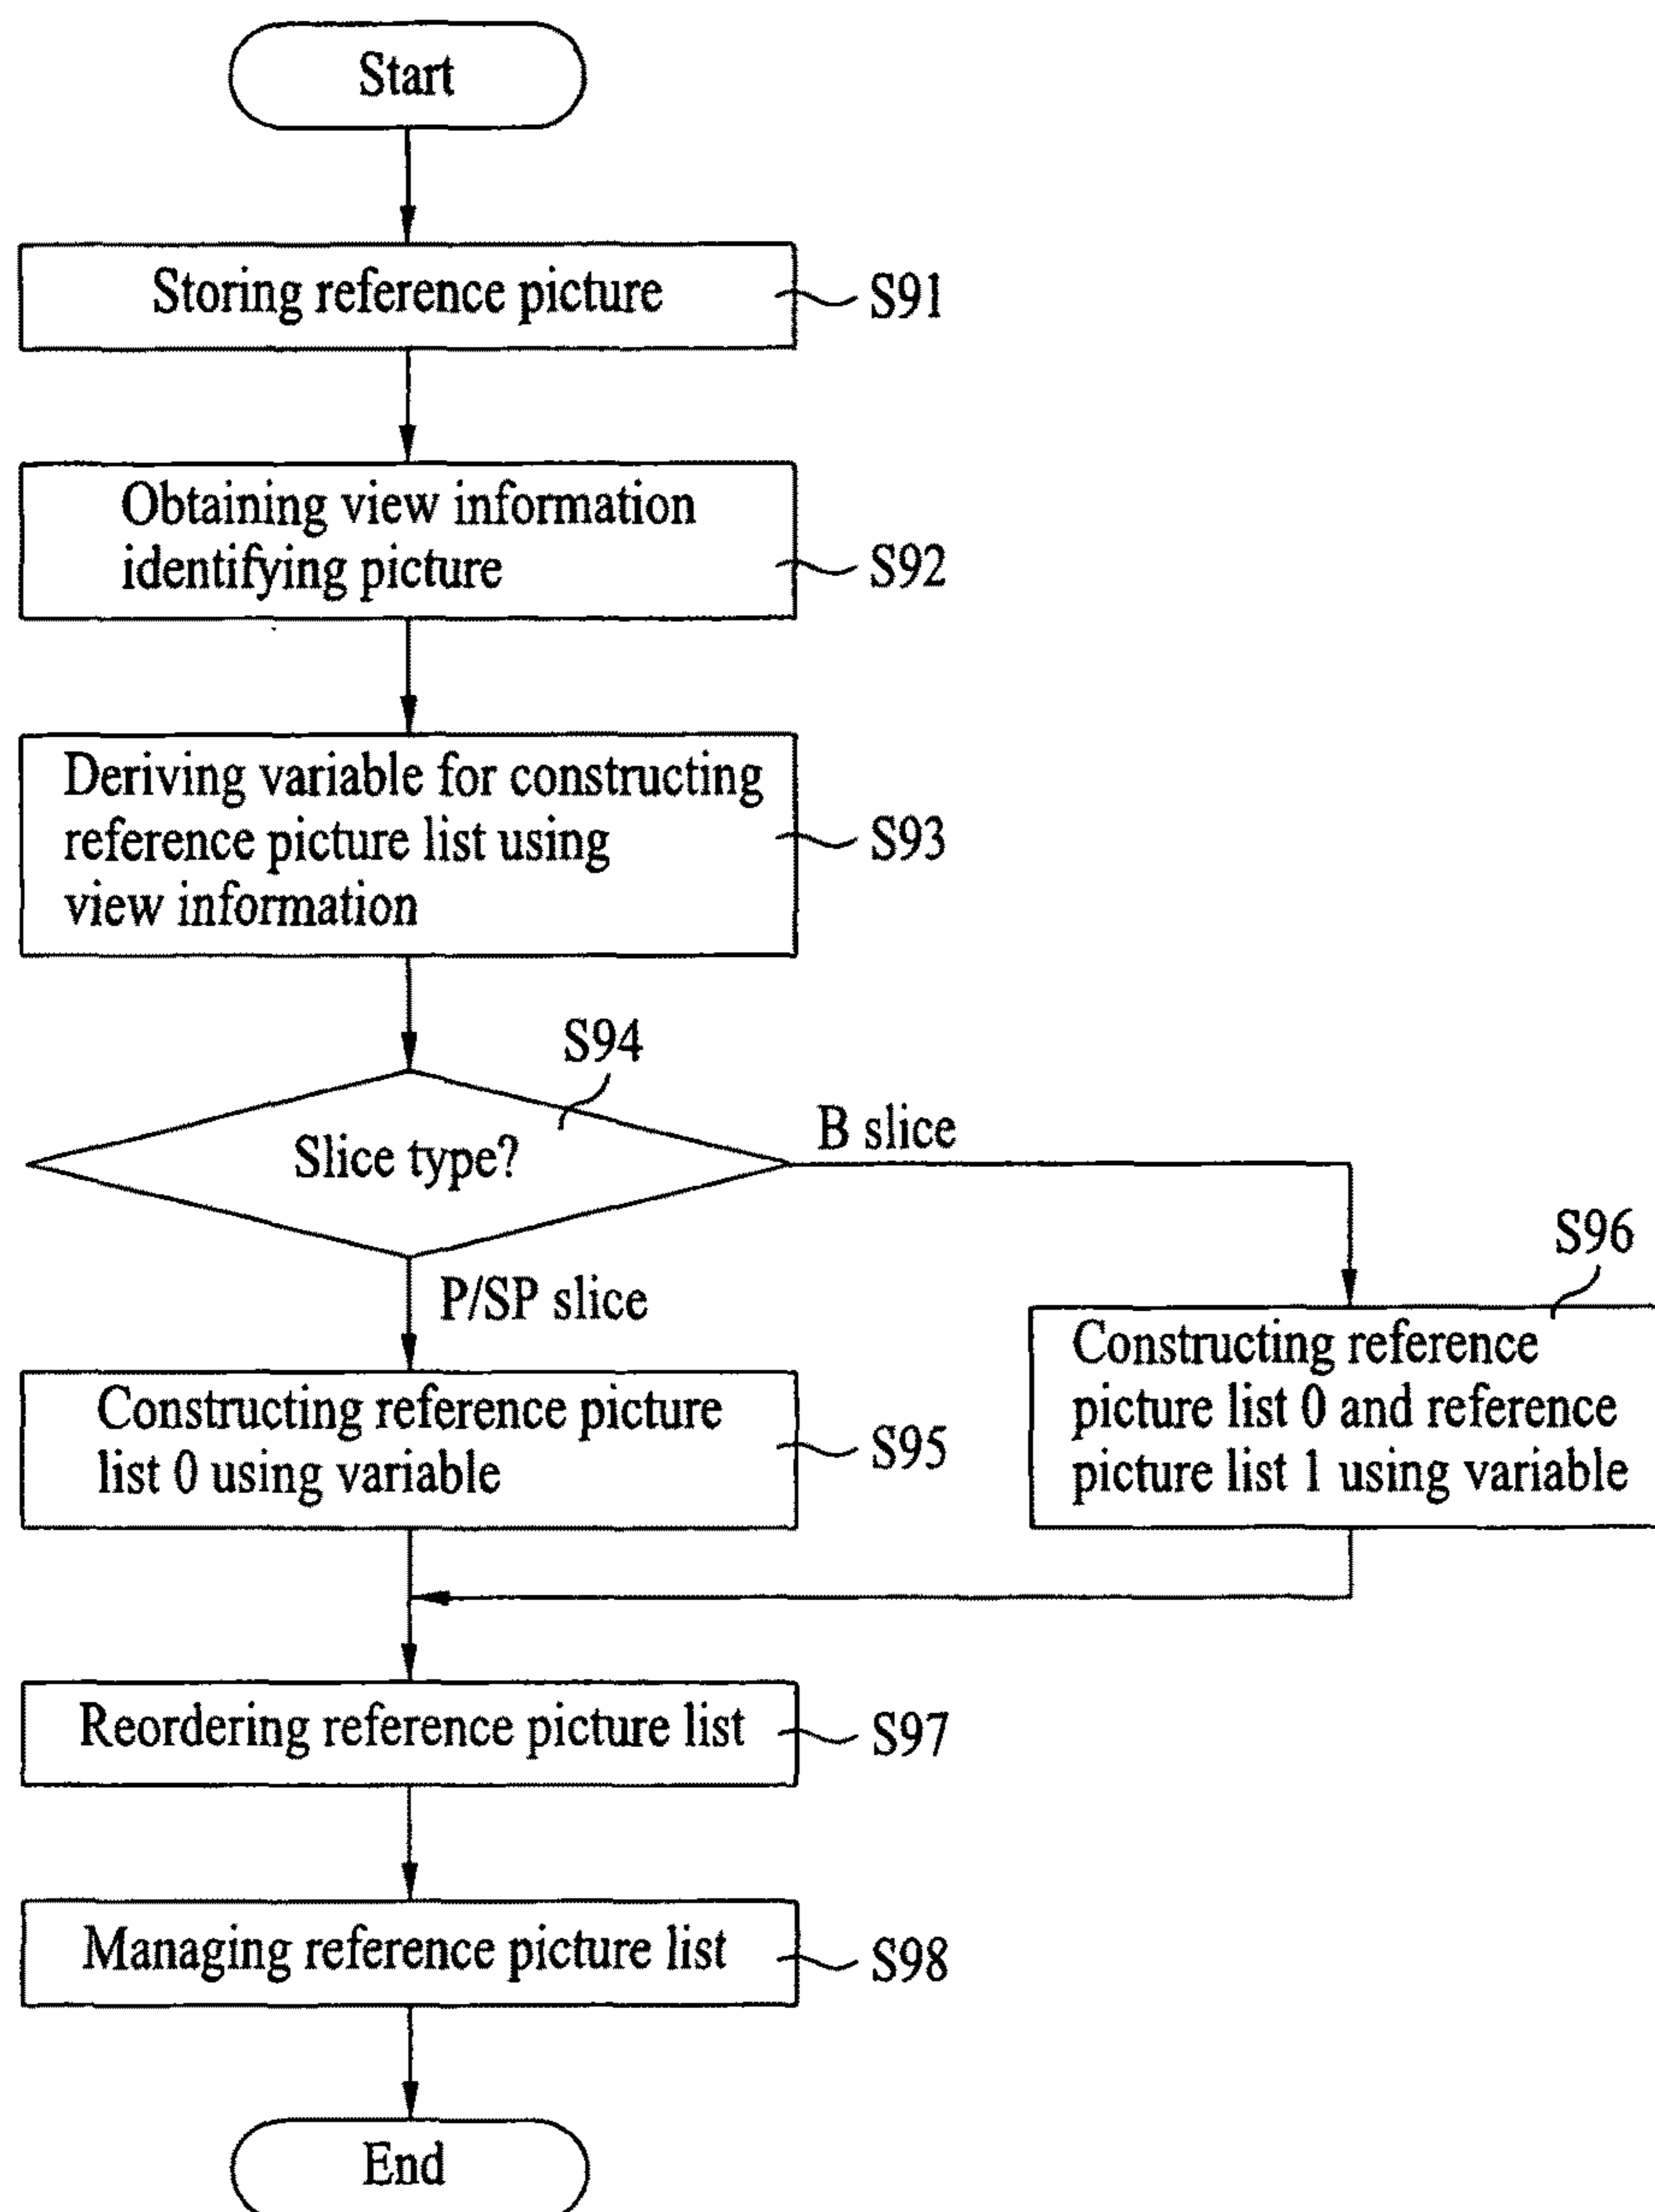 Start
Storing reference picture
S91
Obtaining view information
identifying picture
S92
Deriving variable for constructing
reference picture list using
view information
S93
S94
Slice type?
B slice
P/SP slice
S96
Constructing reference
picture list 0 and reference
picture list 1 using variable
Constructing reference picture
list 0 using variable
S95
Reordering reference picture list
S97
Managing reference picture list
S98
End